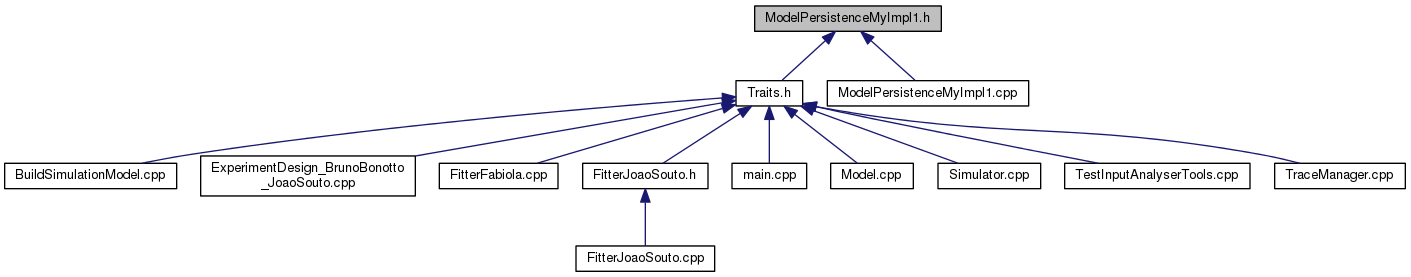 ModelPersistenceMyImpl1.h
Traits.h
ModelPersistenceMyImpl1.cpp
BuildSimulationModel.cpp
ExperimentDesign_BrunoBonotto
_JoaoSouto.cpp
FitterFabiola.cpp
FitterJoaoSouto.h
main.cpp
Model.cpp
Simulator.cpp
TestInputAnalyserTools.cpp
TraceManager.cpp
FitterJoaoSouto.cpp